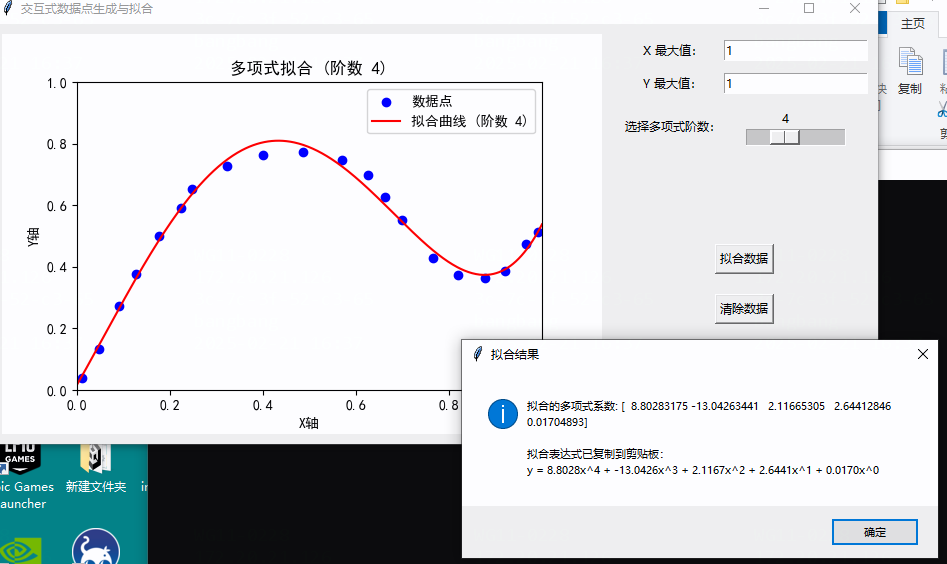 交互式数据点生成与拟合
主页
复制
多项式拟合 (阶数 4)
数据点
拟合曲线 (阶数 4)
1.0
0.8
0.6
0.4
0.2
0.0
Y轴
0.0 0.2 0.4 0.6 0.8
X轴
X 最大值: 1
Y 最大值: 1
4
选择多项式阶数:
拟合数据
清除数据
拟合结果
拟合的多项式系数: [ 8.80283175 -13.04263441 2.11665305 2.64412846
0.01704893]
拟合表达式已复制到剪贴板:
y = 8.8028x^4 + -13.0426x^3 + 2.1167x^2 + 2.6441x^1 + 0.0170x^0
确定
GAMES
pic Games
auncher
新建文件夹